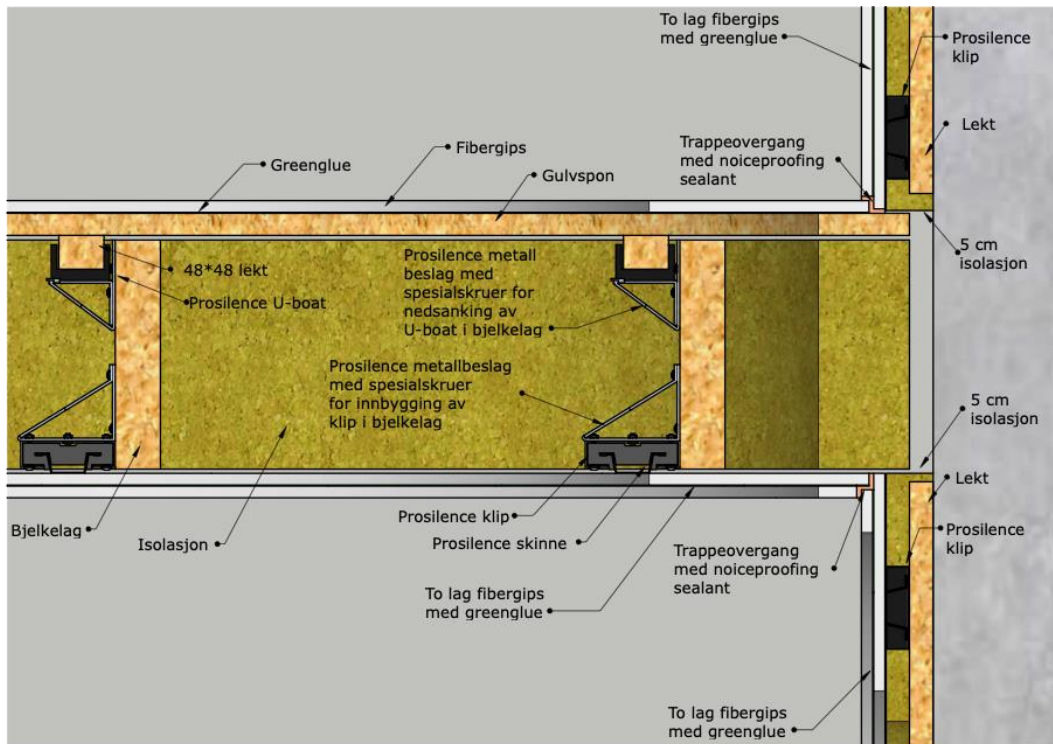 To lag fibergips
med greenglue
Prosilence
klip
Lekt
Trappeovergang
med noiceproofing
sealant
Greenglue
Fibergips
Gulvspon
5 cm
isolasjon
48*48 lekt
Prosilence U-boat
Prosilence metall
beslag med
spesialskruer for
nedsanking av
U-boat i bjelkelag
Prosilence metallbeslag
med spesialskruer
for innbygging av
klip i bjelkelag
5 cm
isolasjon
Lekt
Bjelkelag
Isolasjon
Prosilence klip
Prosilence skinne
Prosilence
klip
Trappeovergang
med noiceproofing
sealant
To lag fibergips
med greenglue
To lag fibergips
med greenglue